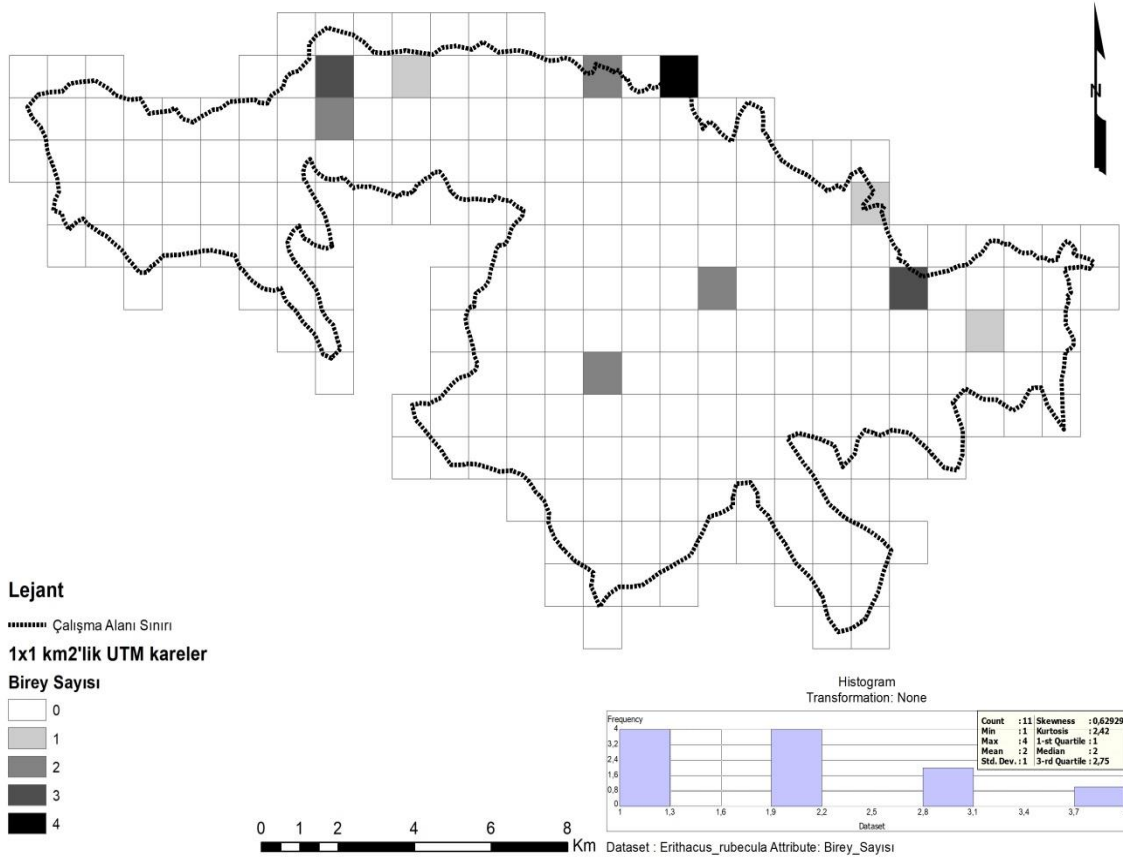 N
Lejant
Çalışma Alanı Sınırı
1x1 km2'lik UTM kareler
Birey Sayısı
0
1
2
3
4
0 1 2 4 6 8
Km
Histogram
Transformation: None
Frequency
4
3,2
2,4
1,6
0,8
0
1 1,3 1,6 1,9 2,2 2,5 2,8 3,1 3,4 3,7
Dataset
Count : 11 Skewness : 0,62929
Min : 1 Kurtosis : 2,42
Max : 4 1-st Quartile : 1
Mean : 2 Median : 2
Std. Dev. : 1 3-rd Quartile : 2,75
Dataset : Erithacus_rubecula Attribute: Birey_Sayısı